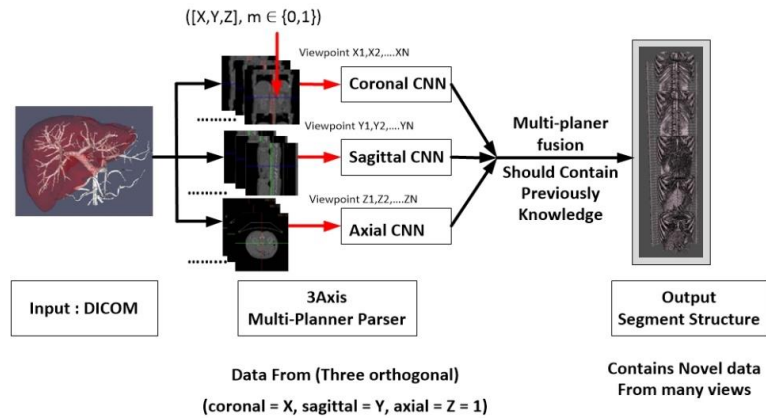 ([X,Y,Z], m ∈ {0,1})
Viewpoint X1,X2,....XN
Coronal CNN
Viewpoint Y1,Y2,....YN
Sagittal CNN
Viewpoint Z1,Z2,....ZN
Axial CNN
Multi-planer
fusion
Should Contain
Previously
Knowledge
Input : DICOM
3Axis
Multi-Planner Parser
Output
Segment Structure
Data From (Three orthogonal)
(coronal = X, sagittal = Y, axial = Z = 1)
Contains Novel data
From many views